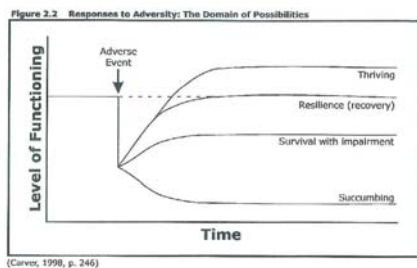 Figure 2.2 Responses to Adversity: The Domain of Possibilities
Adverse
Event
Thriving
Resilience (recovery)
Survival with Impairment
Succumbing
Level of Functioning
Time
(Carver, 1998, p. 246)